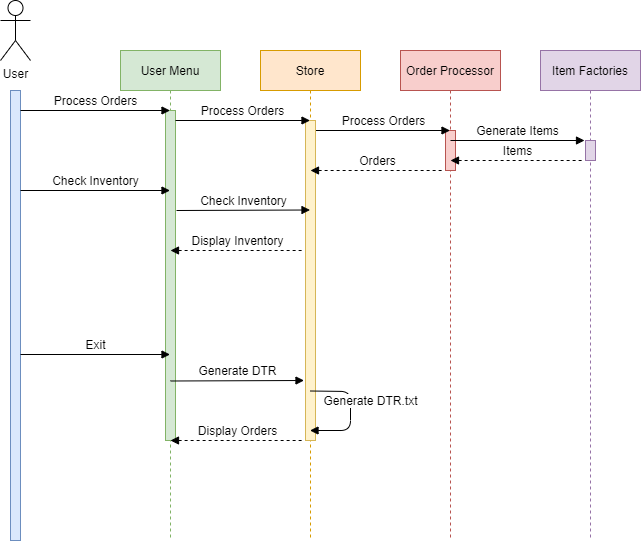 User
User Menu
Store
Order Processor
Item Factories
Process Orders
Process Orders
Process Orders
Generate Items
Items
Orders
Check Inventory
Check Inventory
Display Inventory
Exit
Generate DTR
Generate DTR.txt
Display Orders